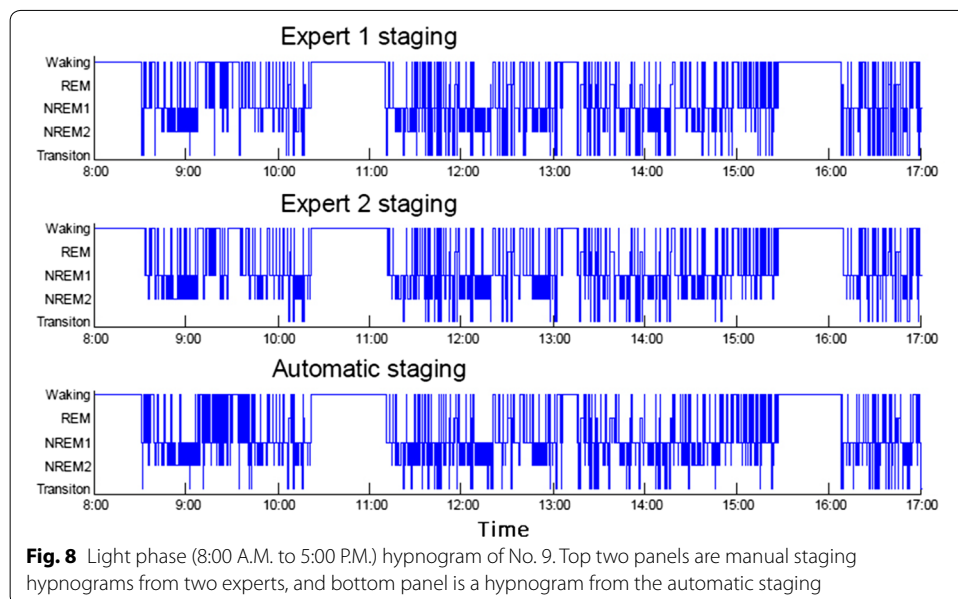 Expert 1 staging
Waking
REM
NREM1
NREM2
Transiton
8:00 9:00 10:00 11:00 12:00 13:00 14:00 15:00 16:00 17:00
Expert 2 staging
Waking
REM
NREM1
NREM2
Transiton
8:00 9:00 10:00 11:00 12:00 13:00 14:00 15:00 16:00 17:00
Automatic staging
Waking
REM
NREM1
NREM2
Transiton
8:00 9:00 10:00 11:00 12:00 13:00 14:00 15:00 16:00 17:00
Time
Fig. 8 Light phase (8:00 A.M. to 5:00 P.M.) hypnogram of No. 9. Top two panels are manual staging
hypnograms from two experts, and bottom panel is a hypnogram from the automatic staging